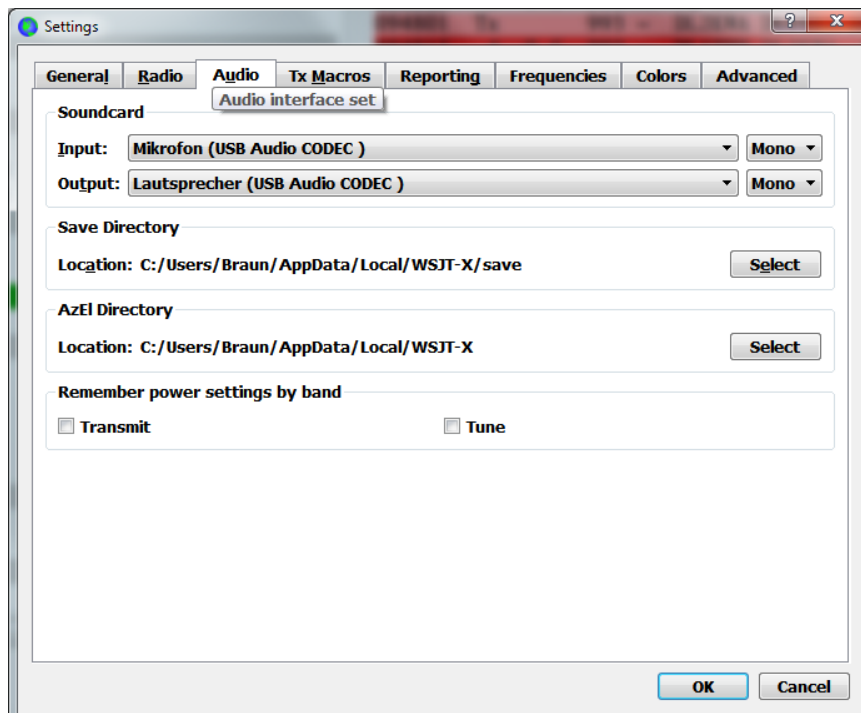 Settings
General Radio Audio Tx Macros Reporting Frequencies Colors Advanced
Audio interface set
Soundcard
Input: Mikrofon (USB Audio CODEC ) Mono
Output: Lautsprecher (USB Audio CODEC ) Mono
Save Directory
Location: C:/Users/Braun/AppData/Local/WSJT-X/save Select
AzEl Directory
Location: C:/Users/Braun/AppData/Local/WSJT-X Select
Remember power settings by band
Transmit Tune
OK Cancel